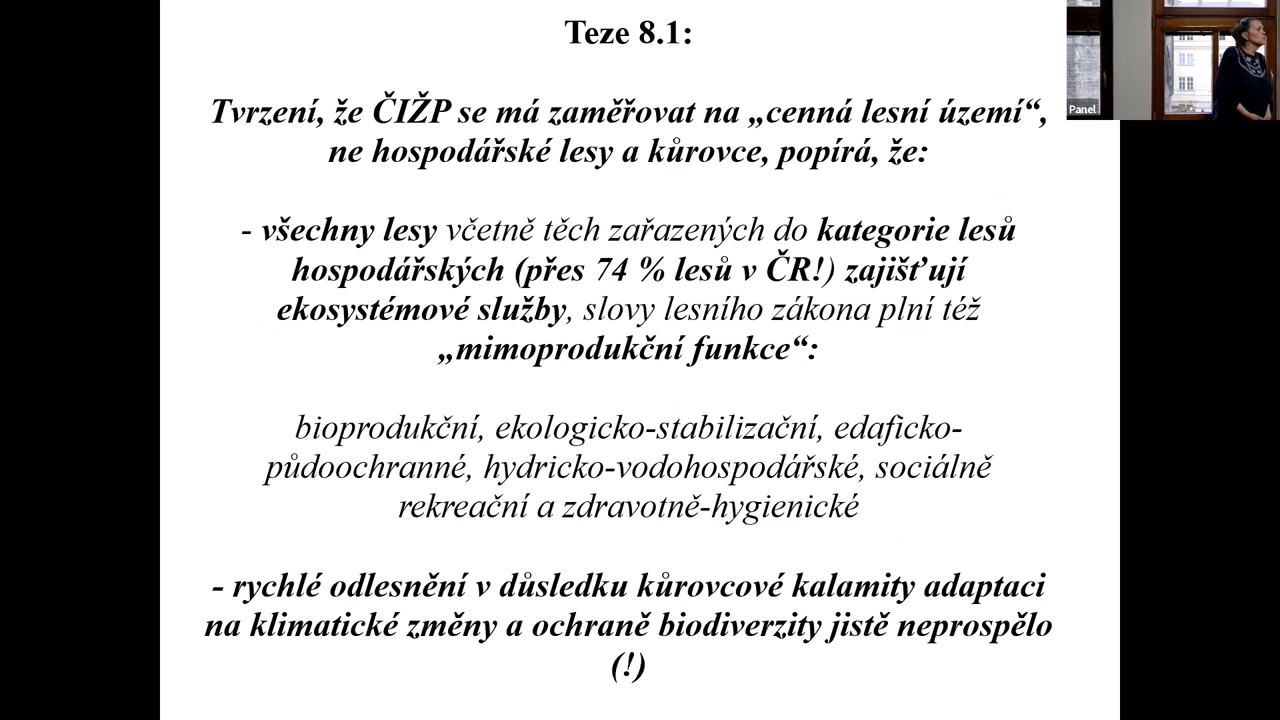 Teze 8.1:
Tvrzení, že ČIŽP se má zaměřovat na „cenná lesní území“,
ne hospodářské lesy a kůrovce, popírá, že:
- všechny lesy včetně těch zařazených do kategorie lesů
hospodářských (přes 74 % lesů v ČR!) zajišťují
ekosystémové služby, slovy lesního zákona plní též
„mimoprodukční funkce“:
bioprodukční, ekologicko-stabilizační, edaficko-
půdoochranné, hydricko-vodohospodářské, sociálně
rekreační a zdravotně-hygienické
- rychlé odlesnění v důsledku kůrovcové kalamity adaptaci
na klimatické změny a ochraně biodiverzity jistě neprospělo
(!)
Panel